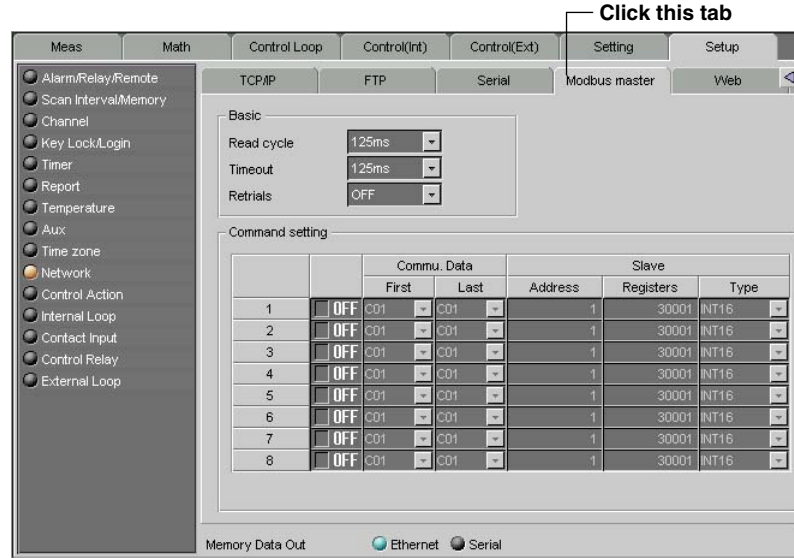 Click this tab
Meas Math Control Loop Control(Int) Control(Ext) Setting Setup
Alarm/Relay/Remote
Scan Interval/Memory
Channel
Key Lock/Login
Timer
Report
Temperature
Aux
Time zone
Network
Control Action
Internal Loop
Contact Input
Control Relay
External Loop
TCP/IP FTP Serial Modbus master Web
Basic
Read cycle 125ms
Timeout 125ms
Retrials OFF
Command setting
Commu. Data Slave
First Last Address Registers Type
1 OFF C01 C01 1 30001 INT16
2 OFF C01 C01 1 30001 INT16
3 OFF C01 C01 1 30001 INT16
4 OFF C01 C01 1 30001 INT16
5 OFF C01 C01 1 30001 INT16
6 OFF C01 C01 1 30001 INT16
7 OFF C01 C01 1 30001 INT16
8 OFF C01 C01 1 30001 INT16
Memory Data Out Ethernet Serial